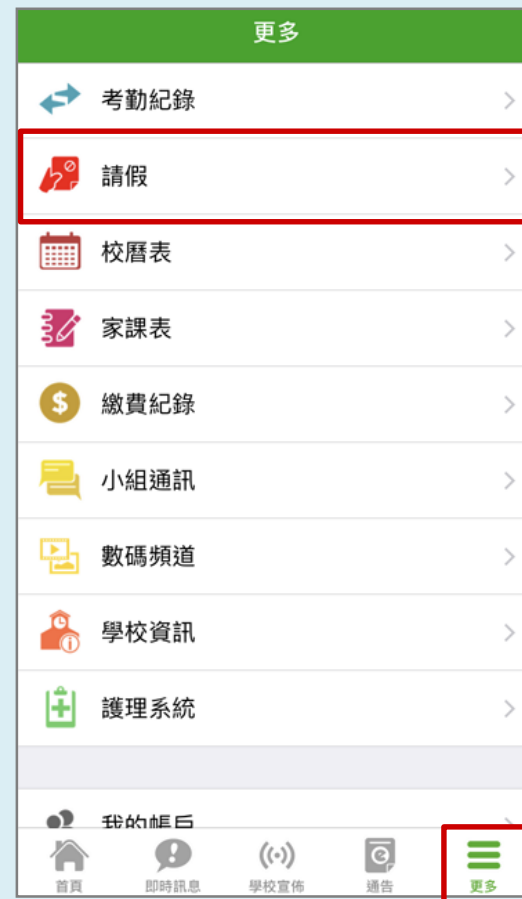 更多
考勤紀錄
請假
校曆表
家課表
繳費紀錄
小組通訊
數碼頻道
學校資訊
護理系統
我的帳戶
首頁
即時訊息
學校宣佈
通告
更多